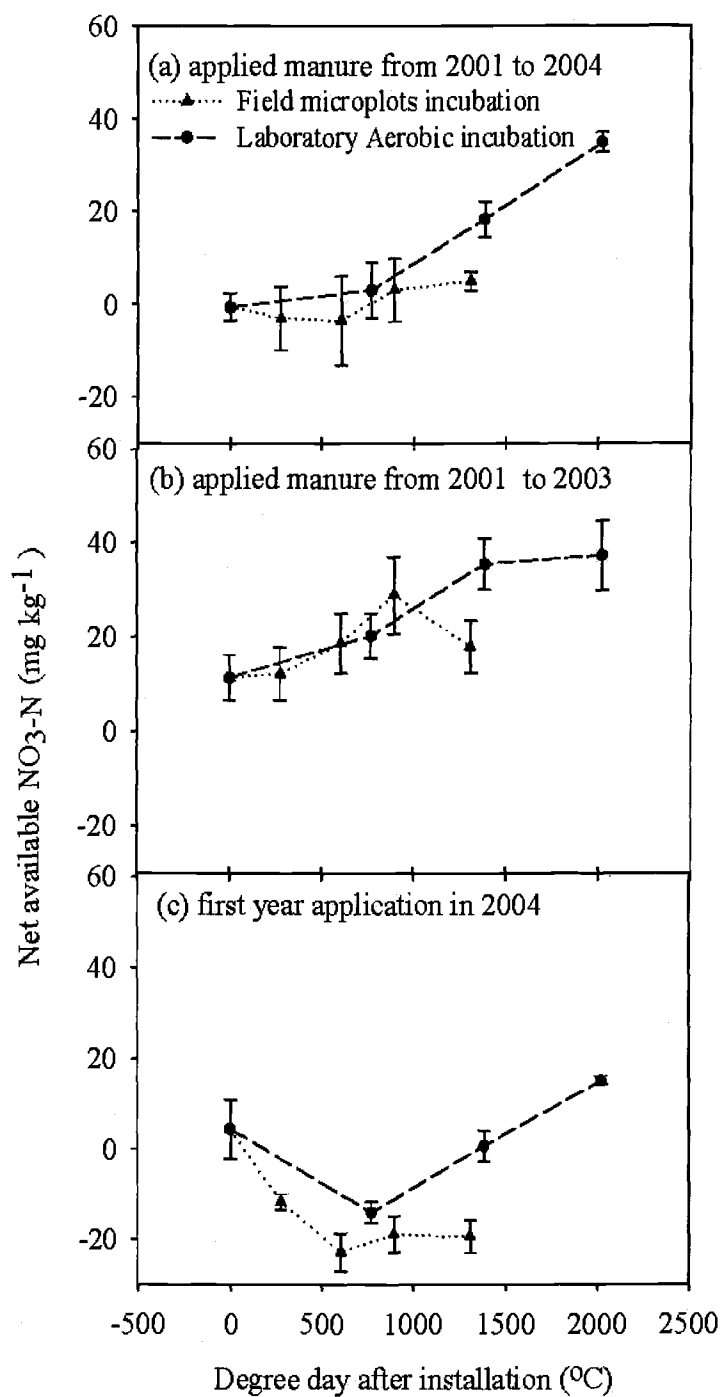 60
(a) applied manure from 2001 to 2004
Field microplots incubation
40
Laboratory Aerobic incubation
20
0
-20
60
(b) applied manure from 2001 to 2003
40
20
0
-20
60
(c) first year application in 2004
40
20
0
-20
Net available NO3-N (mg kg-1)
-500 0 500 1000 1500 2000 2500
Degree day after installation (ºC)